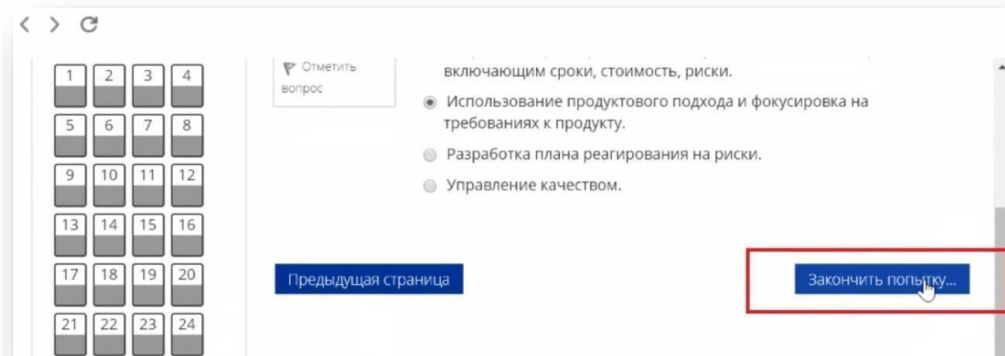 1 2 3 4
5 6 7 8
9 10 11 12
13 14 15 16
17 18 19 20
21 22 23 24
Отметить
вопрос
включающим сроки, стоимость, риски.
Использование продуктового подхода и фокусировка на
требованиях к продукту.
Разработка плана реагирования на риски.
Управление качеством.
Предыдущая страница
Закончить попытку...